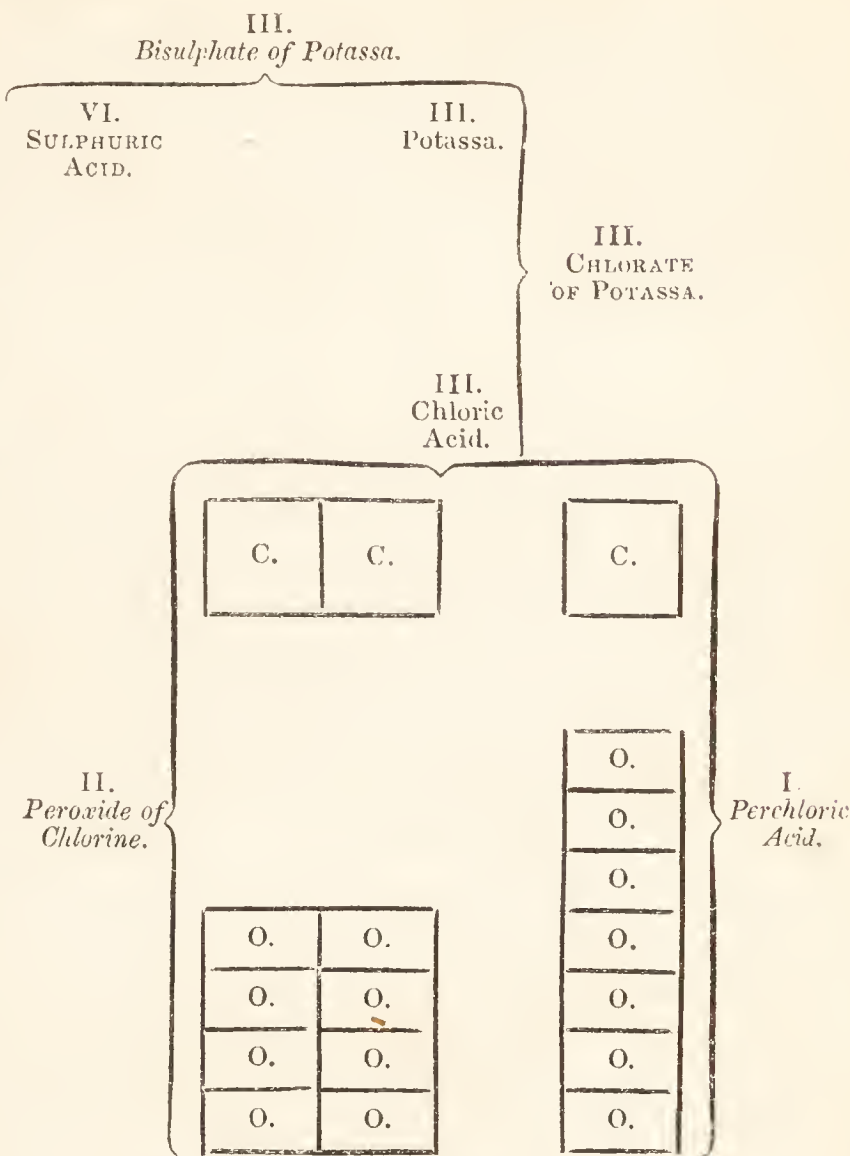 III.
Bisulphate of Potassa.
VI.
SULPHURIC
ACID.
III.
Potassa.
III.
CHLORATE
OF POTASSA.
III.
Chloric
Acid.
C. C. C.
II.
Peroxide of
Chlorine.
O.
O.
O.
O. O. O.
O. O. O.
O. O. O.
O. O. O.
I.
Perchloric
Acid.